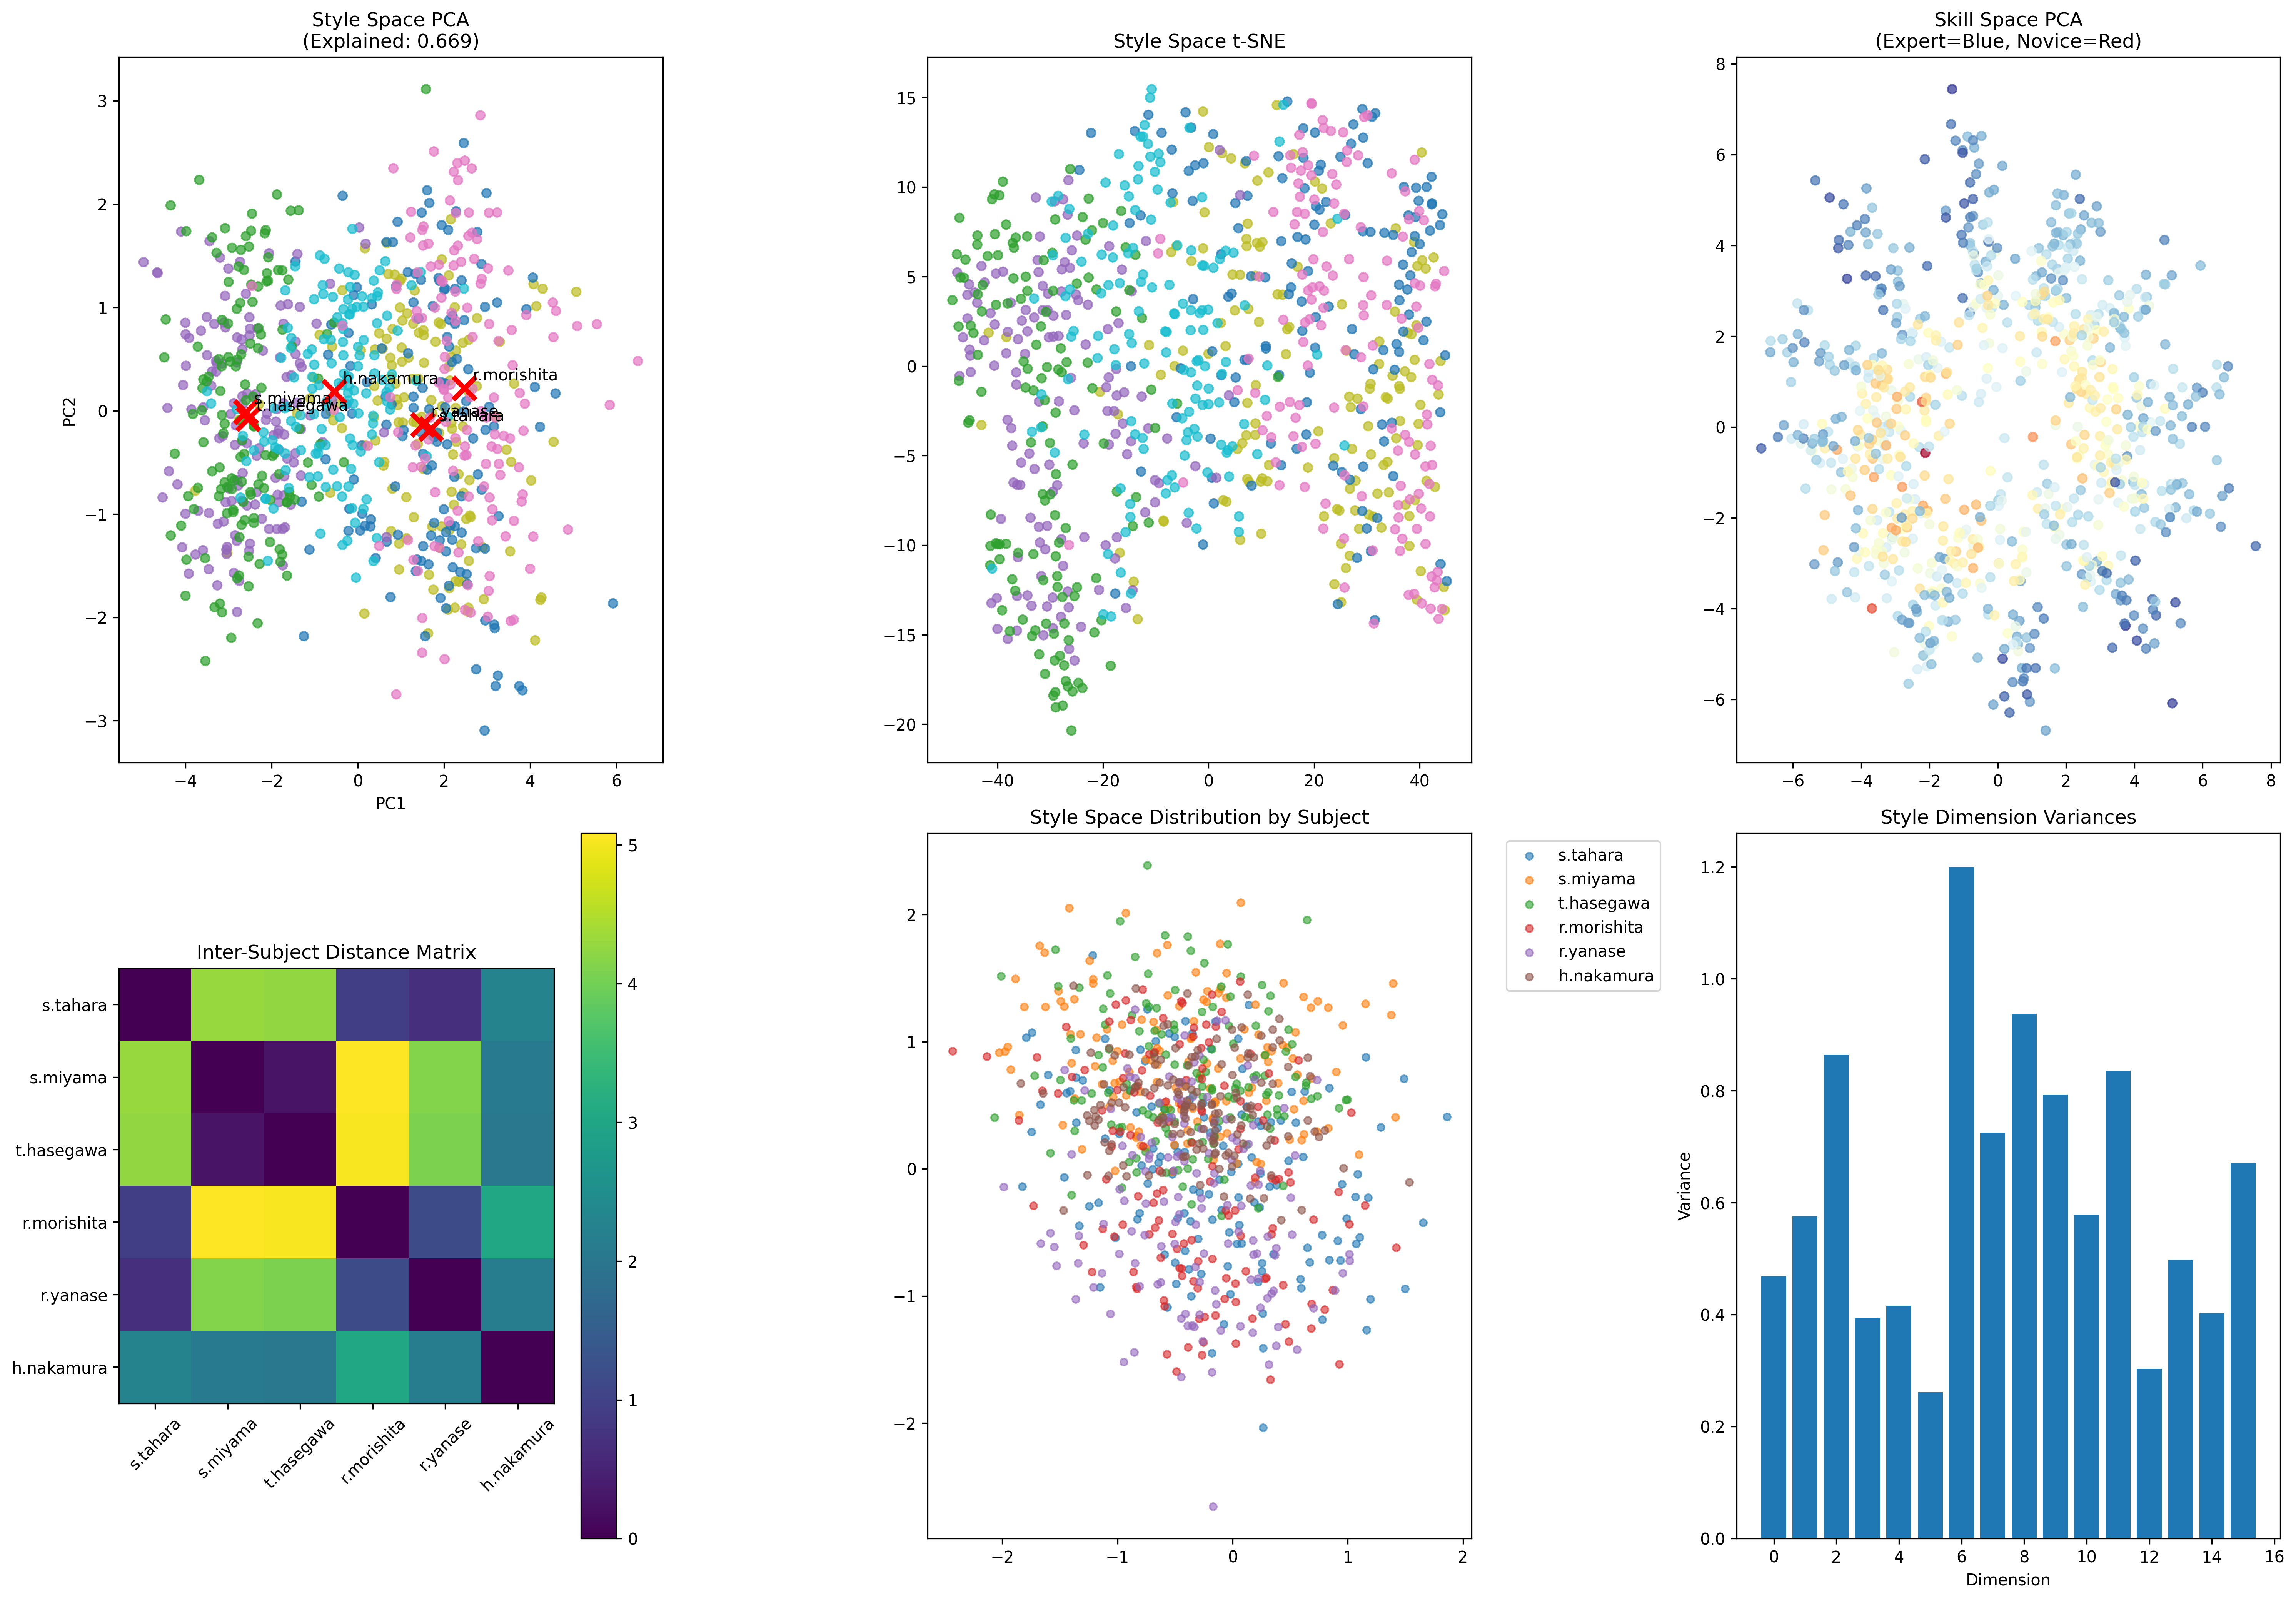 Style Space PCA
(Explained: 0.669)
3
2
1
0
−1
−2
−3
PC2
h.nakamura
r.morishita
s.miyama
t.hasegawa
r.yanase
s.tahara
−4
−2
0
2
4
6
PC1
Style Space t-SNE
15
10
5
0
−5
−10
−15
−20
−40
−20
0
20
40
Skill Space PCA
(Expert=Blue, Novice=Red)
8
6
4
2
0
−2
−4
−6
−6
−4
−2
0
2
4
6
8
Inter-Subject Distance Matrix
s.tahara
s.miyama
t.hasegawa
r.morishita
r.yanase
h.nakamura
s.tahara
s.miyama
t.hasegawa
r.morishita
r.yanase
h.nakamura
5
4
3
2
1
0
Style Space Distribution by Subject
2
1
0
−1
−2
−2
−1
0
1
2
s.tahara
s.miyama
t.hasegawa
r.morishita
r.yanase
h.nakamura
Style Dimension Variances
1.2
1.0
0.8
0.6
0.4
0.2
0.0
Variance
0
2
4
6
8
10
12
14
16
Dimension